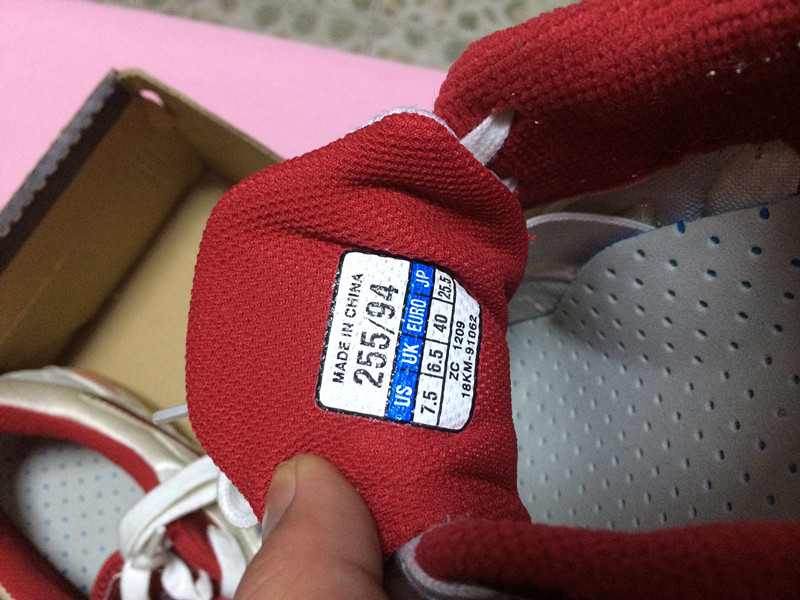 MADE IN CHINA
255/94
US UK EURO JP
7.5 6.5 40 25.5
ZC 1209
18KM-91062